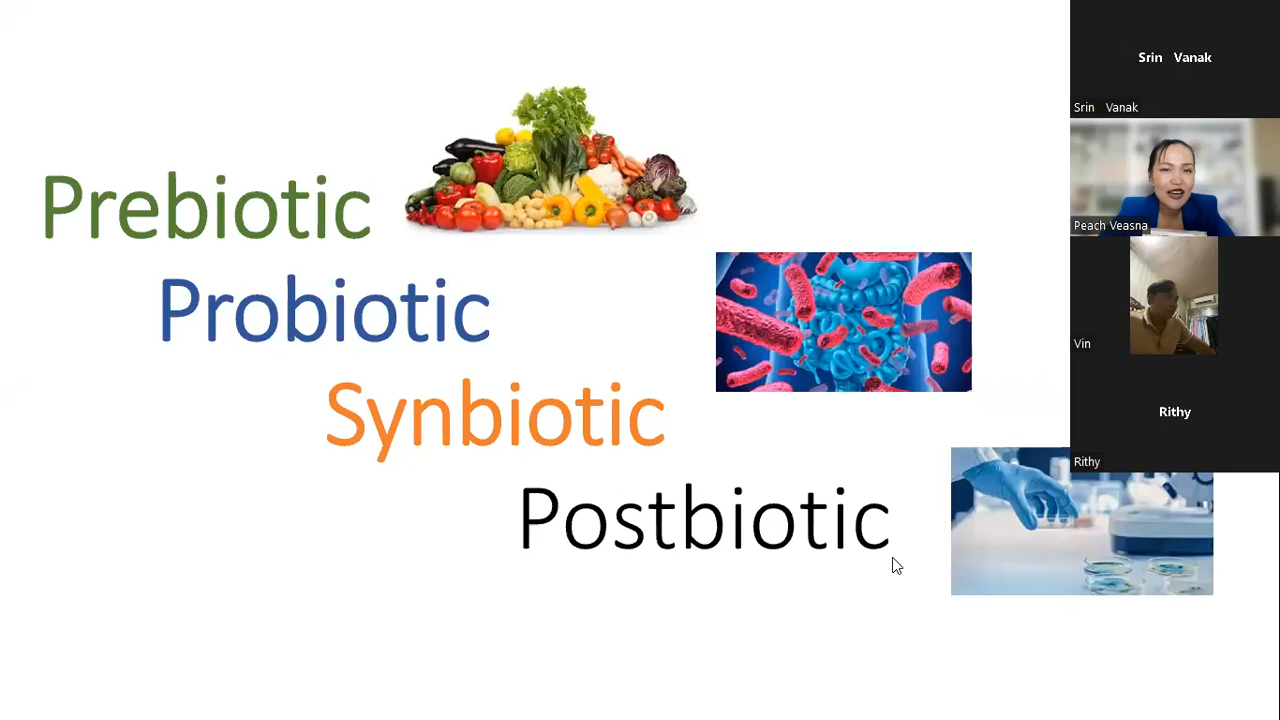 Prebiotic
Probiotic
Synbiotic
Postbiotic
Srin Vanak
Srin Vanak
Peach Veasna
Vin
Rithy
Rithy